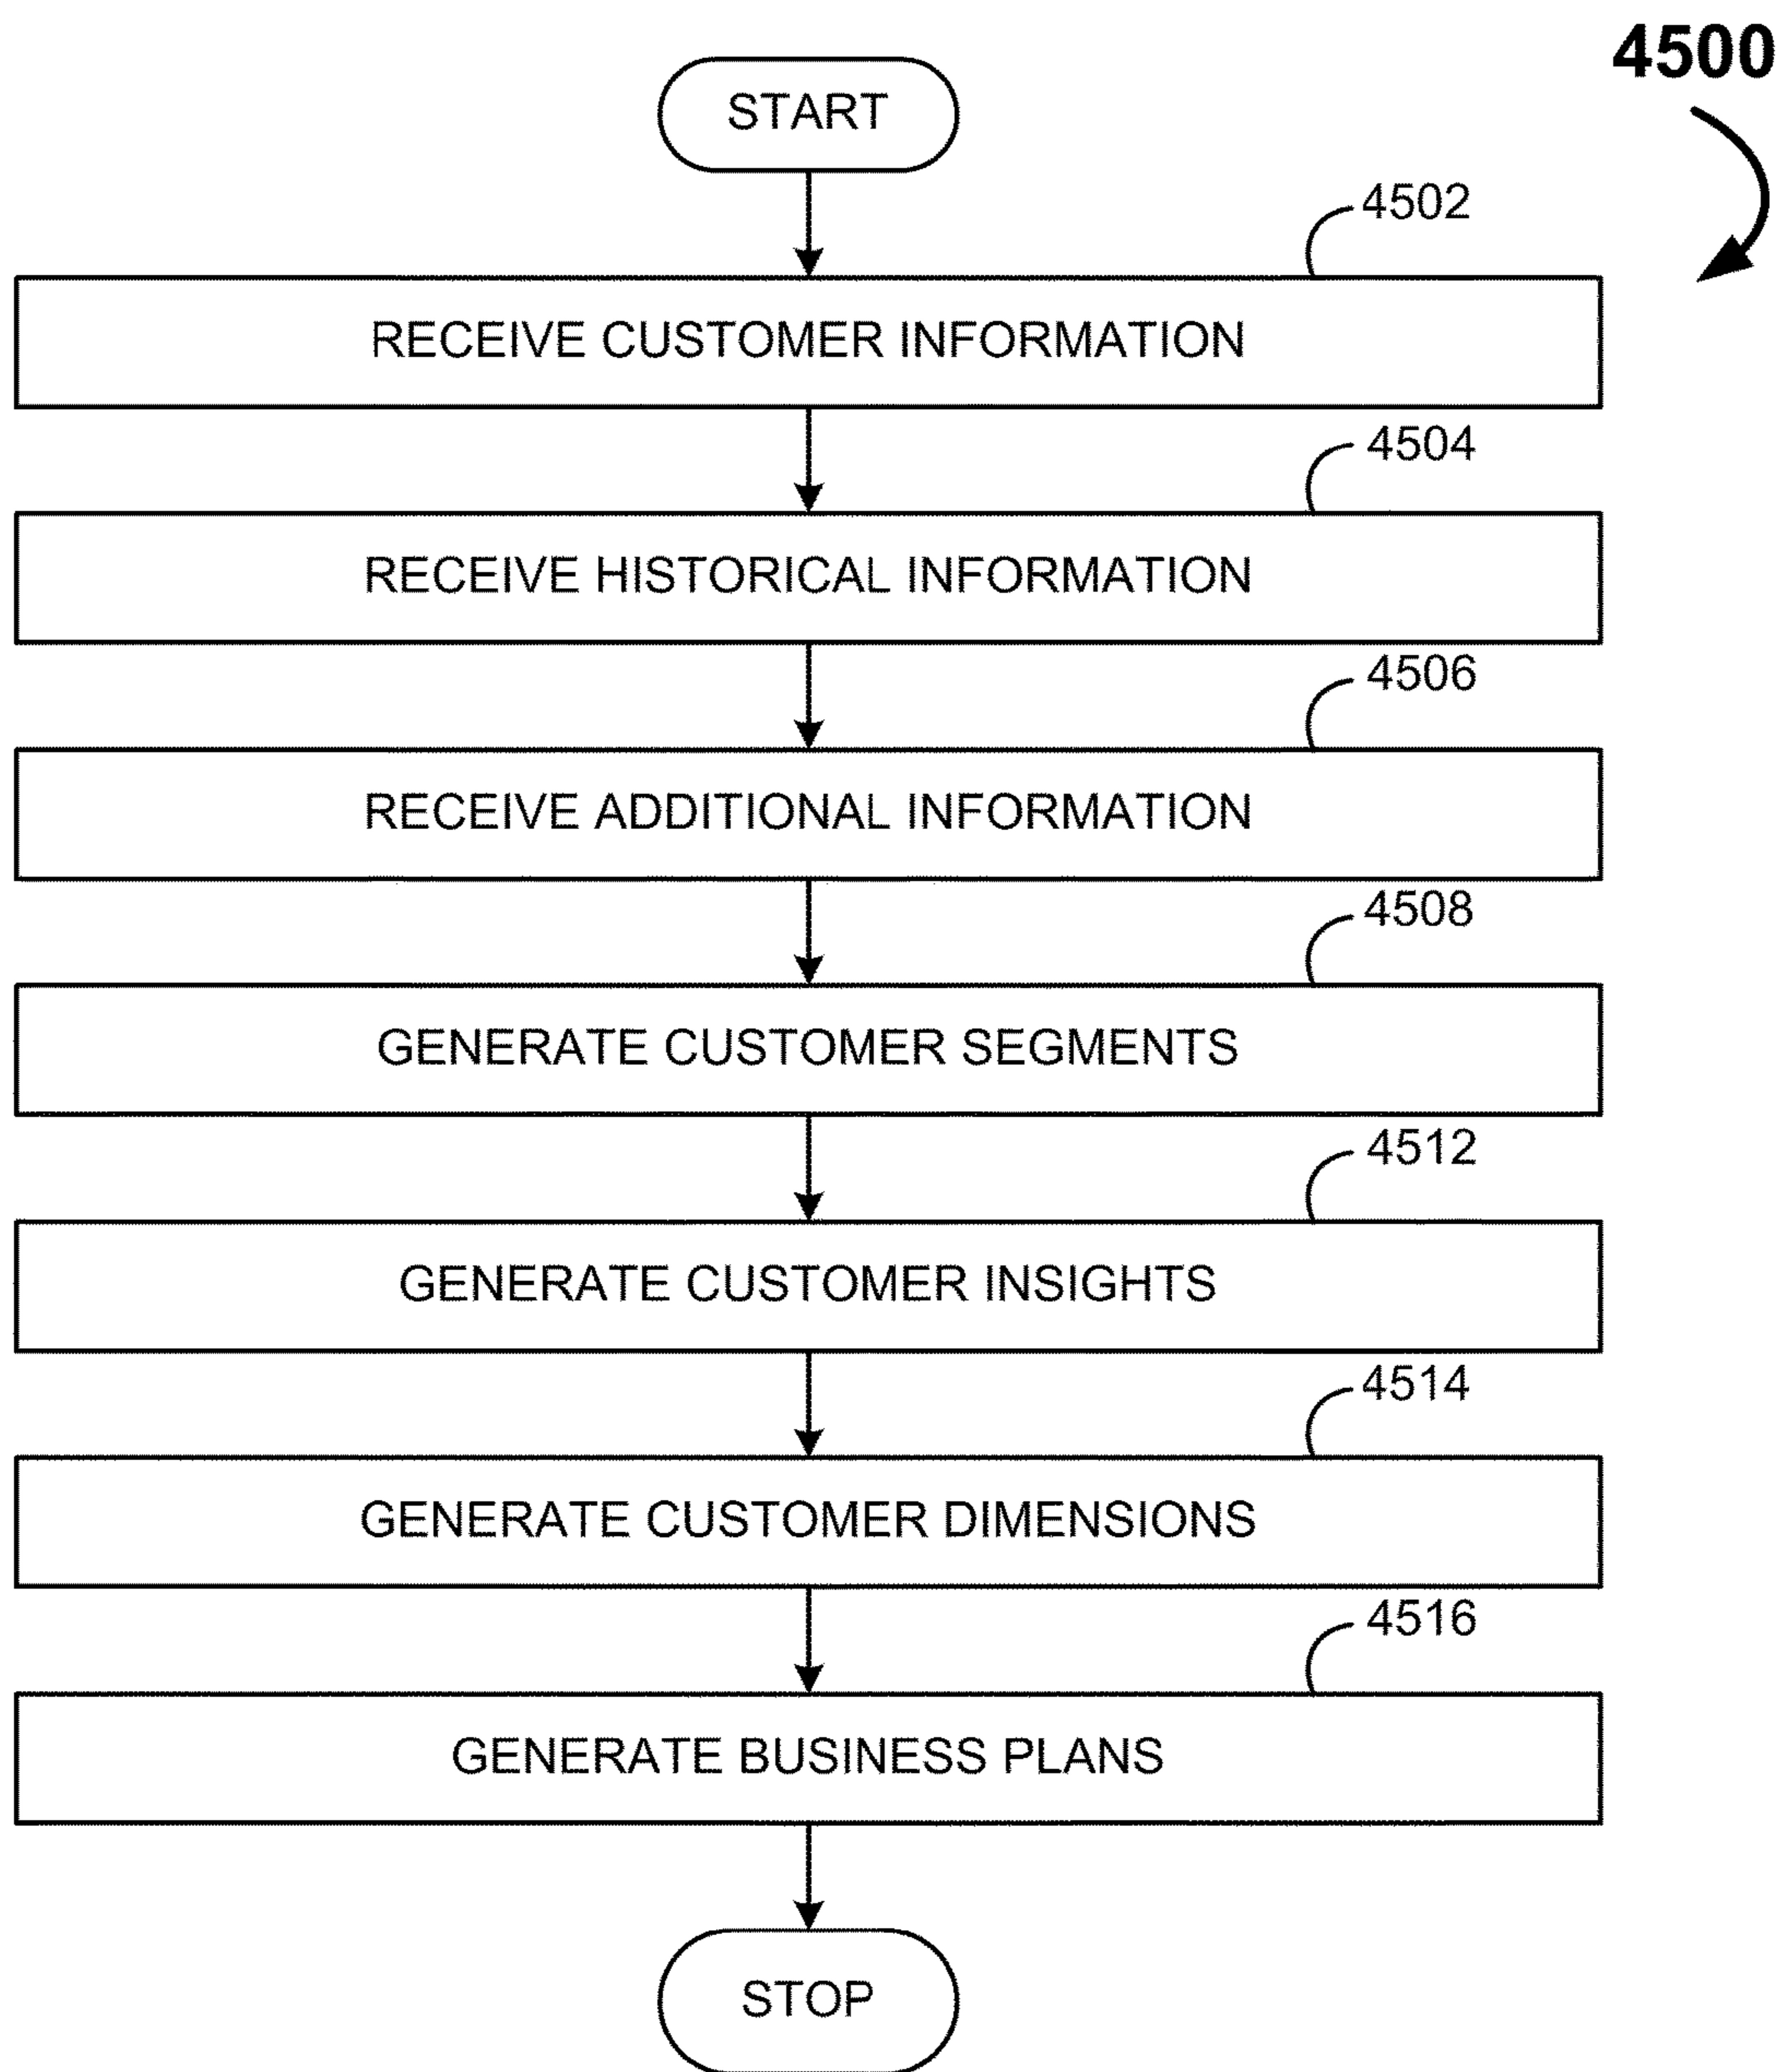 4500
START
4502
RECEIVE CUSTOMER INFORMATION
4504
RECEIVE HISTORICAL INFORMATION
4506
RECEIVE ADDITIONAL INFORMATION
4508
GENERATE CUSTOMER SEGMENTS
4512
GENERATE CUSTOMER INSIGHTS
4514
GENERATE CUSTOMER DIMENSIONS
4516
GENERATE BUSINESS PLANS
STOP